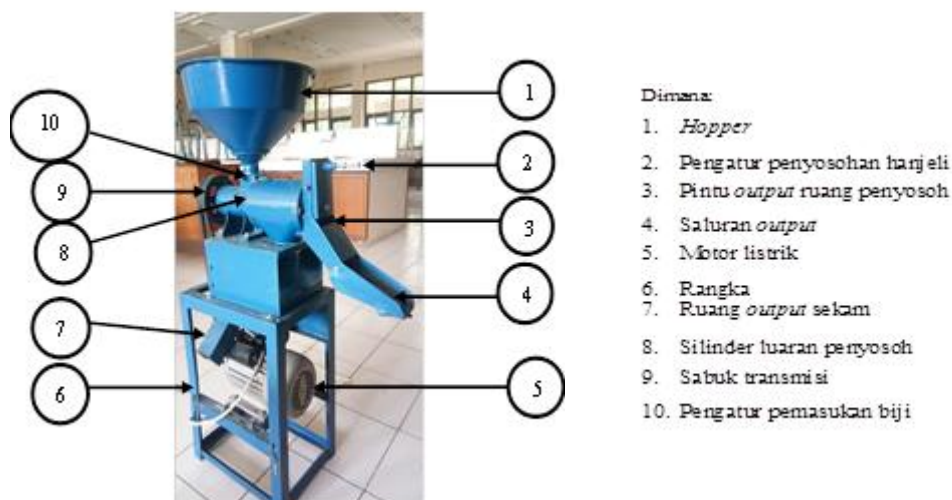 1
10
2
9
3
8
4
7
6
5
Dimana:
1. Hopper
2. Pengatur penyosohan hanjeli
3. Pintu output ruang penyosoh
4. Saluran output
5. Motor listrik
6. Rangka
7. Ruang output sekam
8. Silinder luaran penyosoh
9. Sabuk transmisi
10. Pengatur pemasukan biji